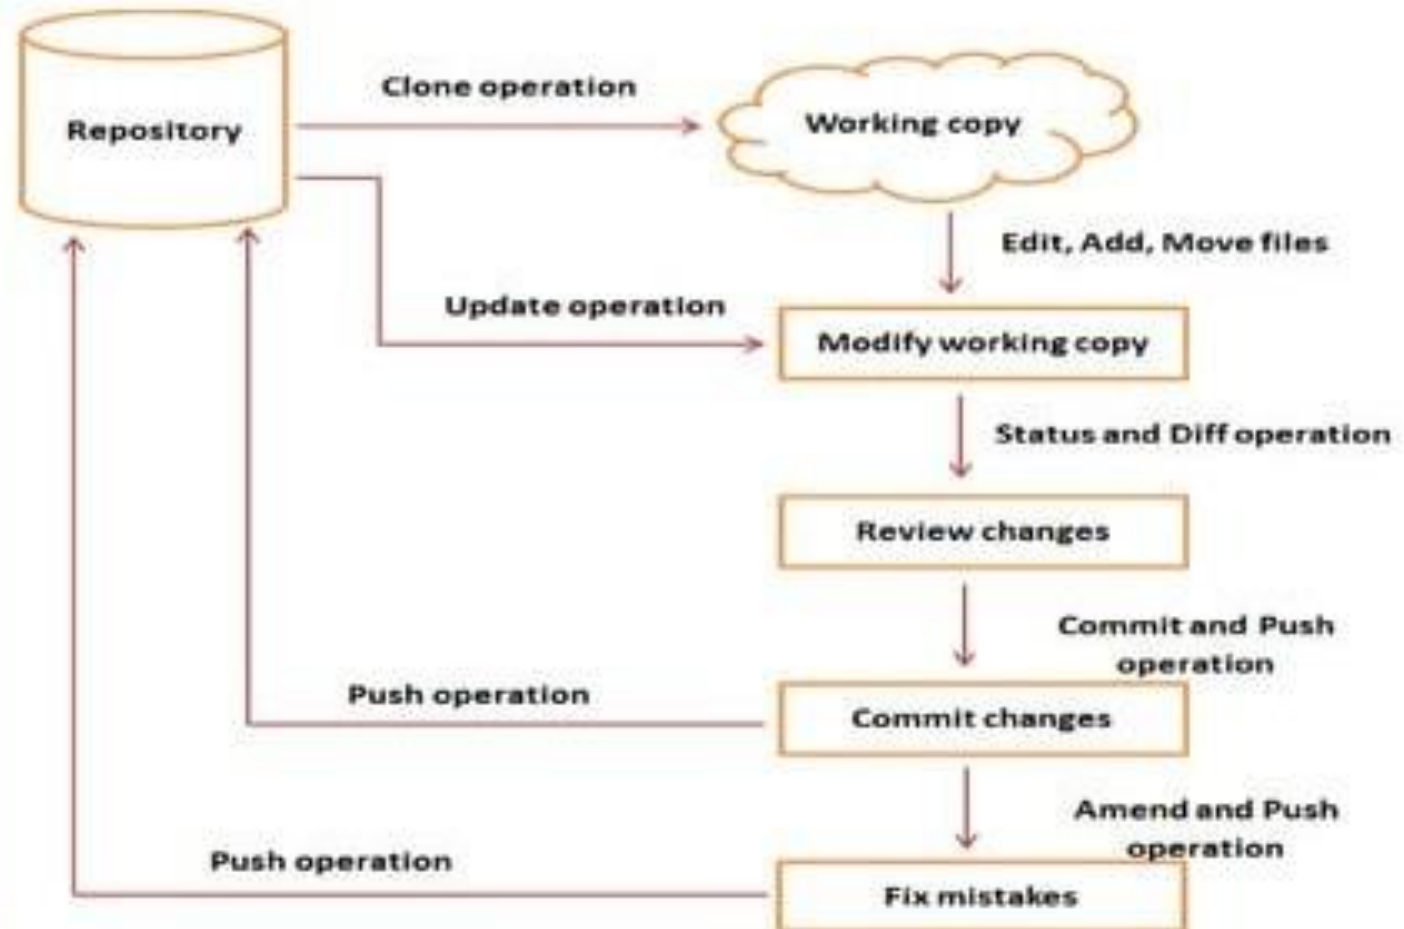 Clone operation
Repository
Working copy
Edit, Add, Move files
Update operation
Modify working copy
Status and Diff operation
Review changes
Commit and Push
operation
Push operation
Commit changes
Amend and Push
operation
Push operation
Fix mistakes